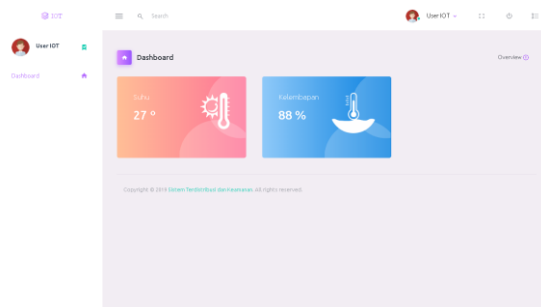 IOT
Search
User IOT
User IOT
Dashboard
Dashboard
Overview
Suhu
27 °
Kelembapan
88 %
Copyright © 2019 Sistem Terdistribusi dan Keamanan. All rights reserved.